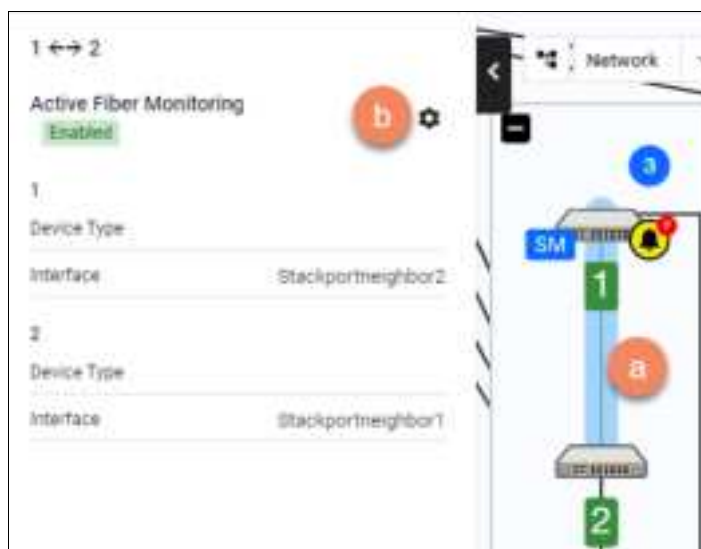 1 ↔ 2
Network
Active Fiber Monitoring
b
Enabled
3
1
Device Type
SM
Interface Stackportneighbor2
1
2
a
Device Type
Interface Stackportneighbor1
2